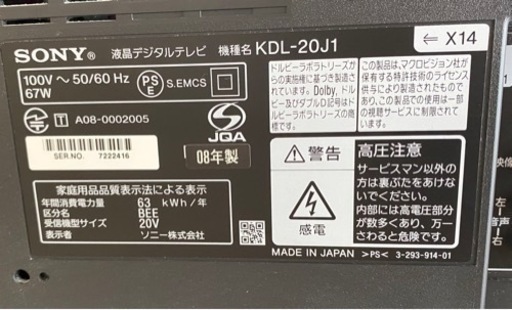 SONY 液晶デジタルテレビ 機種名 KDL-20J1
100V ～ 50/60 Hz
67W
PS
E
S.EMCS
T A08-0002005
JQA
SER.NO. 7222416
08年製
家庭用品品質表示法による表示
年間消費電力量 63 kWh/年
区分名 BEE
受信機型サイズ 20V
表示者 ソニー株式会社
ドルビーラボラトリーズか
らの実施権に基づき製造さ
れています。Dolby、ドル
ビー及びダブルD記号はド
ルビーラボラトリーズの商
標です。
この製品は、マクロビジョン社が
保有する特許技術のライセンス
供与により製造されています。こ
の製品での使用は一部
の視聴サービスに制限されてい
ます。
⇐ X14
警告
感電
高圧注意
サービスマン以外の
方は裏ぶたをあけな
いでください。
内部には高電圧部分
が数多くあり、万一
さわると危険です。
MADE IN JAPAN >PS< 3-293-914-01
映像
左
音声
右